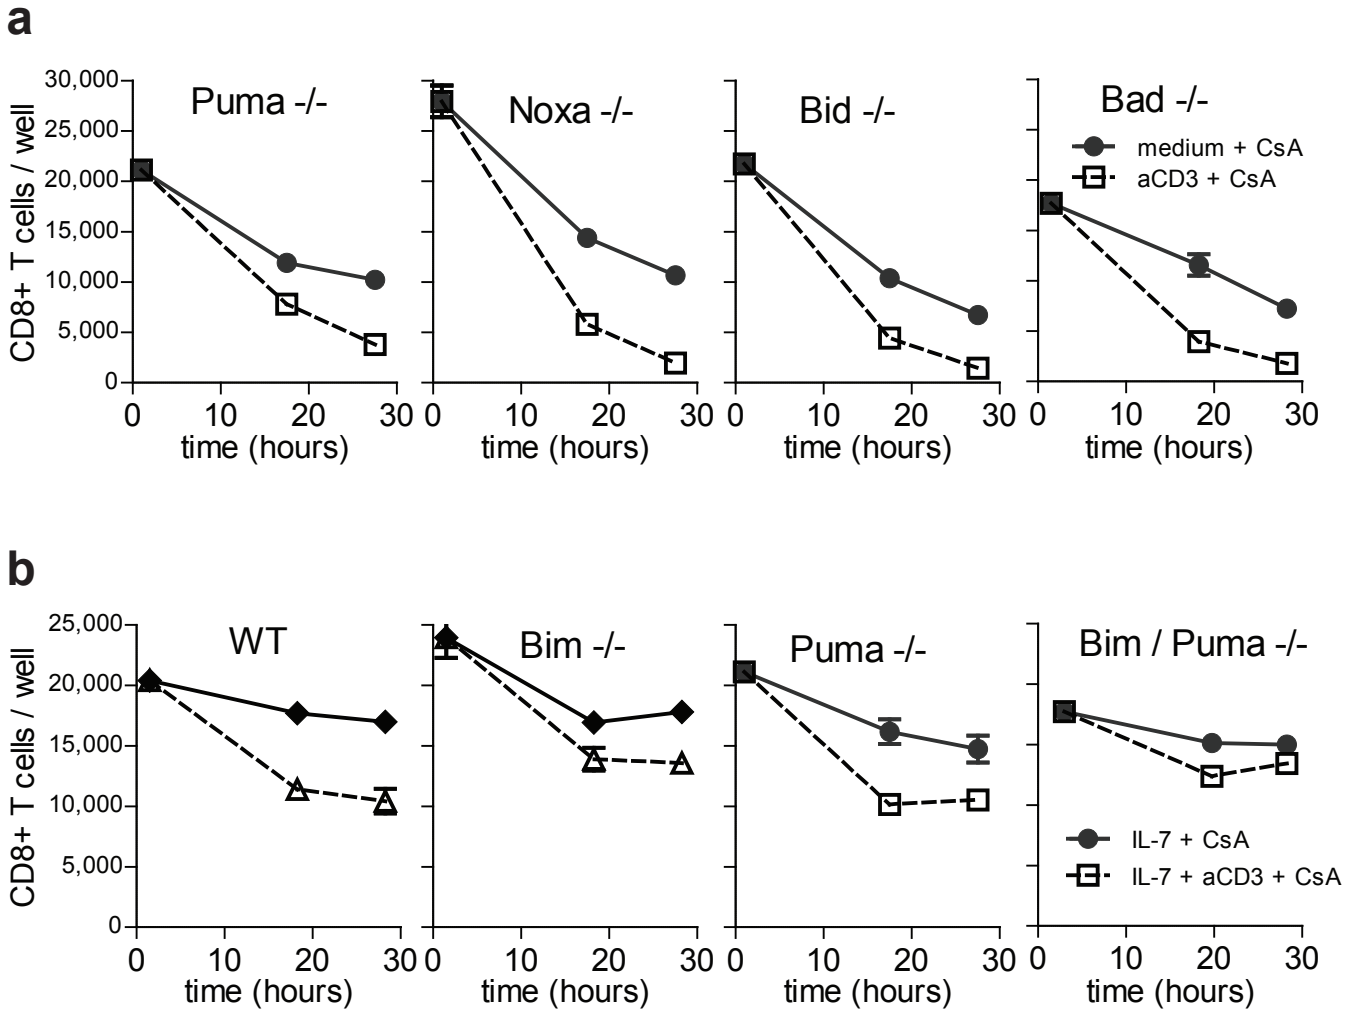 a
CD8+ T cells / well
30,000
25,000
20,000
15,000
10,000
5,000
0
Puma -/-
0 10 20 30
time (hours)
Noxa -/-
0 10 20 30
time (hours)
Bid -/-
0 10 20 30
time (hours)
Bad -/-
medium + CsA
aCD3 + CsA
0 10 20 30
time (hours)
b
CD8+ T cells / well
25,000
20,000
15,000
10,000
5,000
0
WT
0 10 20 30
time (hours)
Bim -/-
0 10 20 30
time (hours)
Puma -/-
0 10 20 30
time (hours)
Bim / Puma -/-
IL-7 + CsA
IL-7 + aCD3 + CsA
0 10 20 30
time (hours)